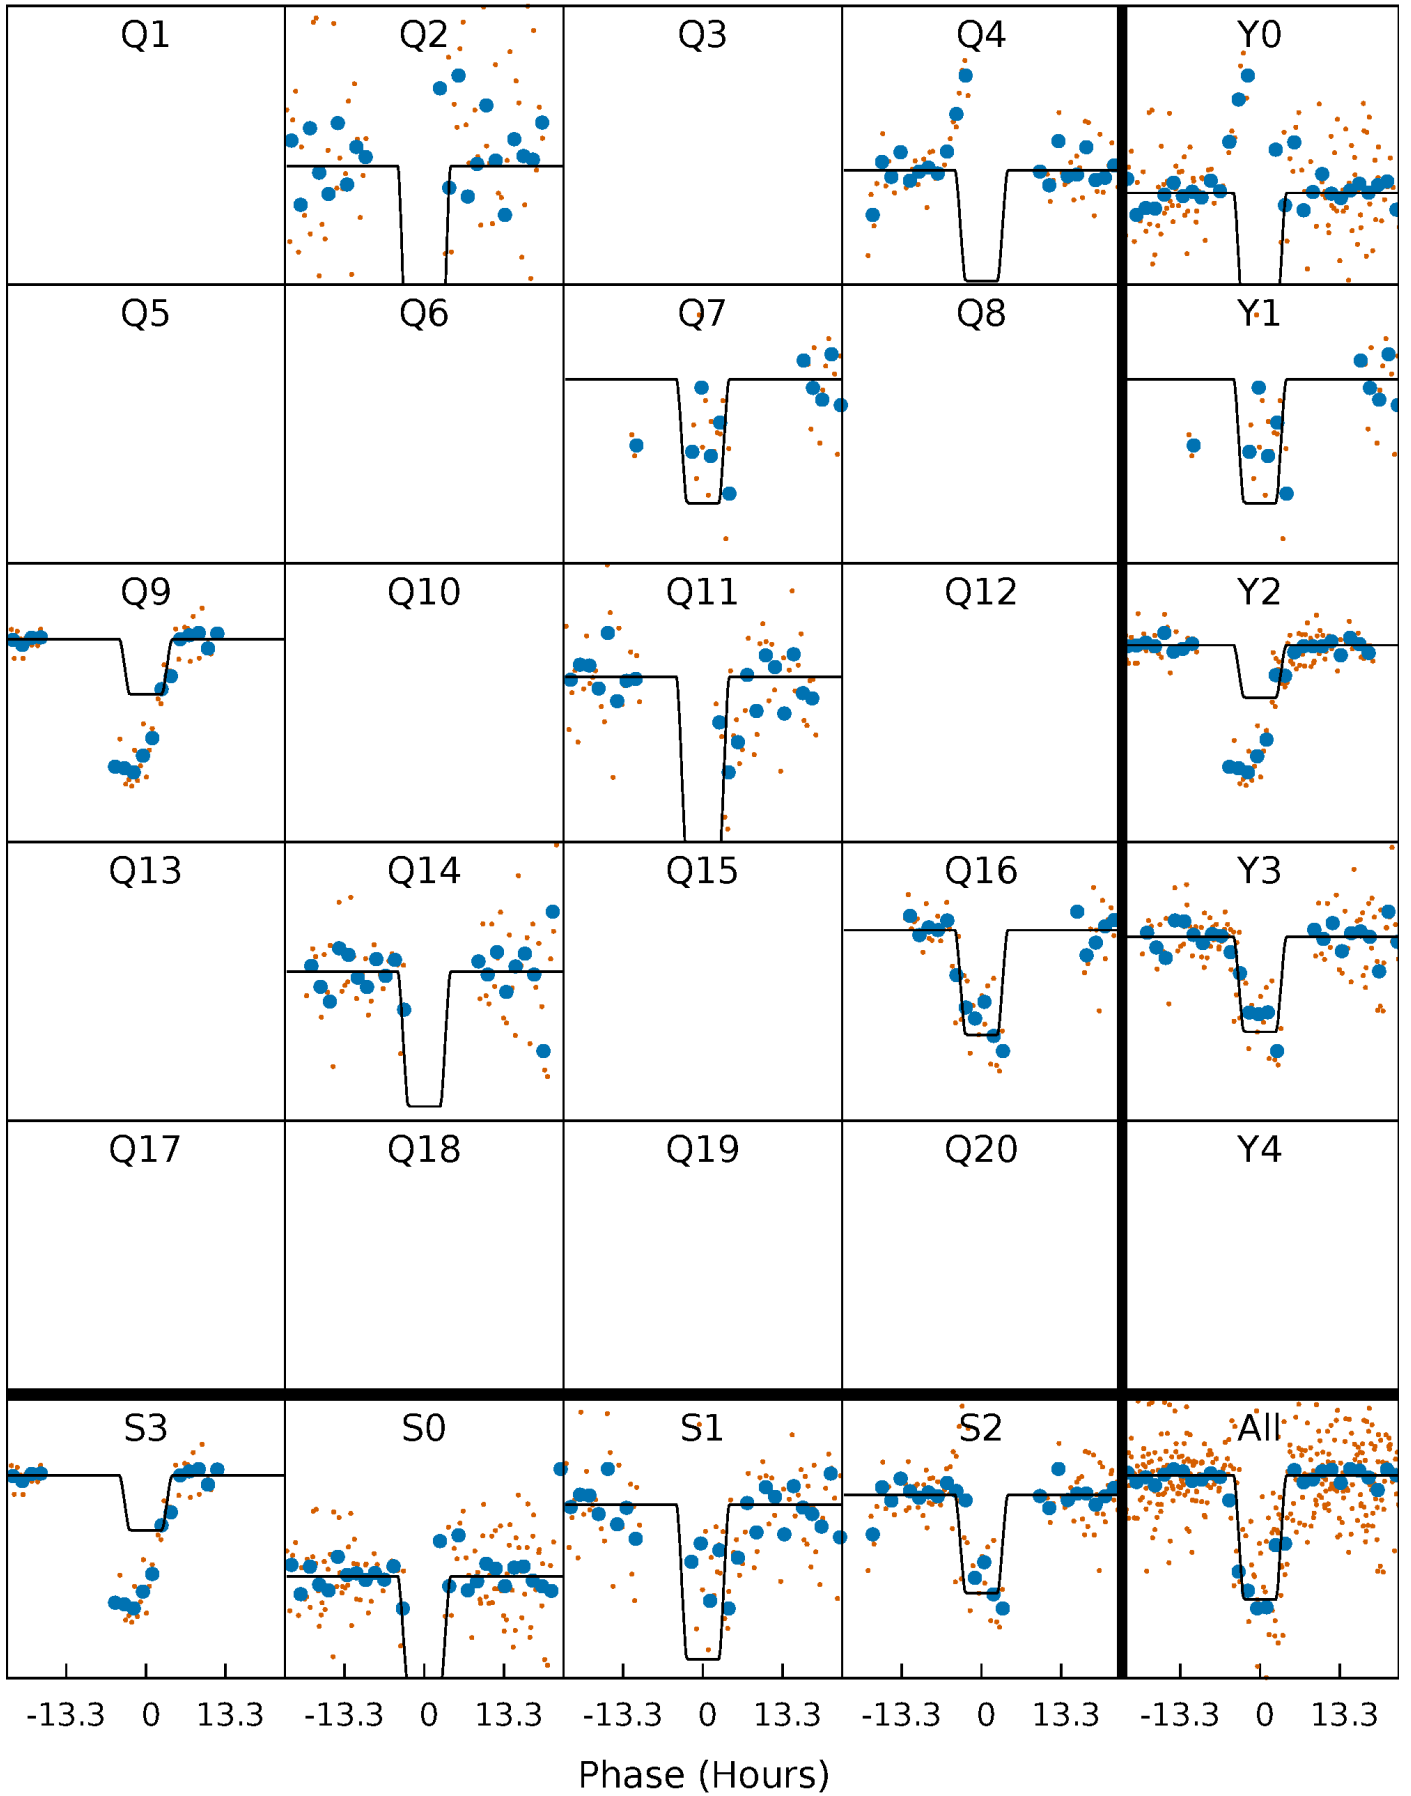 Q1 Q2 Q3 Q4 Y0
Q5 Q6 Q7 Q8 Y1
Q9 Q10 Q11 Q12 Y2
Q13 Q14 Q15 Q16 Y3
Q17 Q18 Q19 Q20 Y4
S3 S0 S1 S2 All
-13.3 0 13.3 -13.3 0 13.3 -13.3 0 13.3 -13.3 0 13.3 -13.3 0 13.3
Phase (Hours)